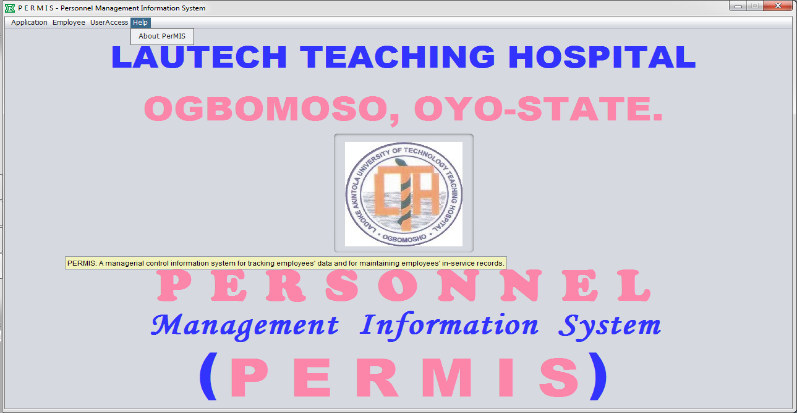 P E R M I S - Personnel Management Information System
Application Employee UserAccess Help
About PerMIS
LAUTECH TEACHING HOSPITAL
OGBOMOSO, OYO-STATE.
LADOKE AKINTOLA UNIVERSITY OF TECHNOLOGY TEACHING HOSPITAL
LTH
• OGBOMOSHO •
PERMIS: A managerial control information system for tracking employees' data and for maintaining employees' in-service records.
P E R S O N N E L
Management Information System
(P E R M I S)